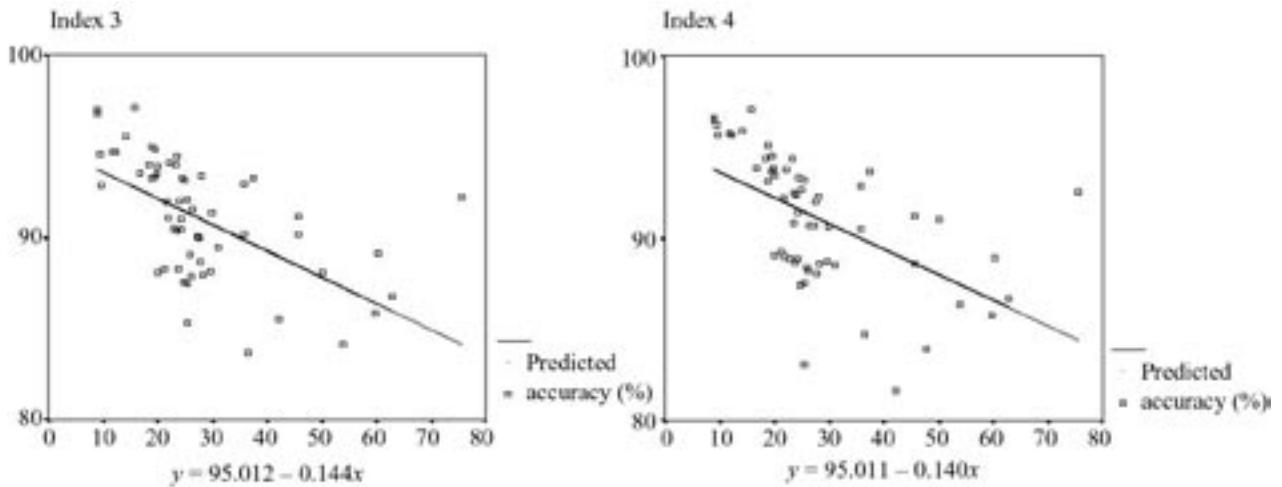 Index 3
100
90
80
0 10 20 30 40 50 60 70 80
Predicted
accuracy (%)
y = 95.012 – 0.144x
Index 4
100
90
80
0 10 20 30 40 50 60 70 80
Predicted
accuracy (%)
y = 95.011 – 0.140x